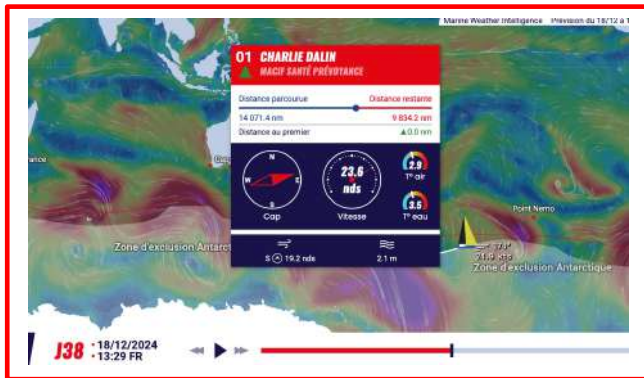 Marine Weather Intelligence Prévision du 18/12 à 1
01 CHARLIE DALIN
MACIF SANTÉ PRÉVOYANCE
Distance parcourue Distance restante
14 071.4 nm 9 834.2 nm
Distance au premier ▲0.0 nm
N
W E
S
Cap
23.6
nds
Vitesse
2.9
T° air
3.5
T° eau
S 19.2 nds
2.1 m
Point Nemo
Zone d'exclusion Antarct
Zone d'exclusion Antarctique
J38
18/12/2024
13:29 FR